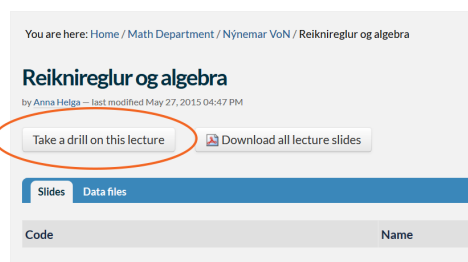 You are here: Home / Math Department / Nýnemar VoN / Reiknireglur og algebra
Reiknireglur og algebra
by Anna Helga — last modified May 27, 2015 04:47 PM
Take a drill on this lecture Download all lecture slides
Slides Data files
Code Name